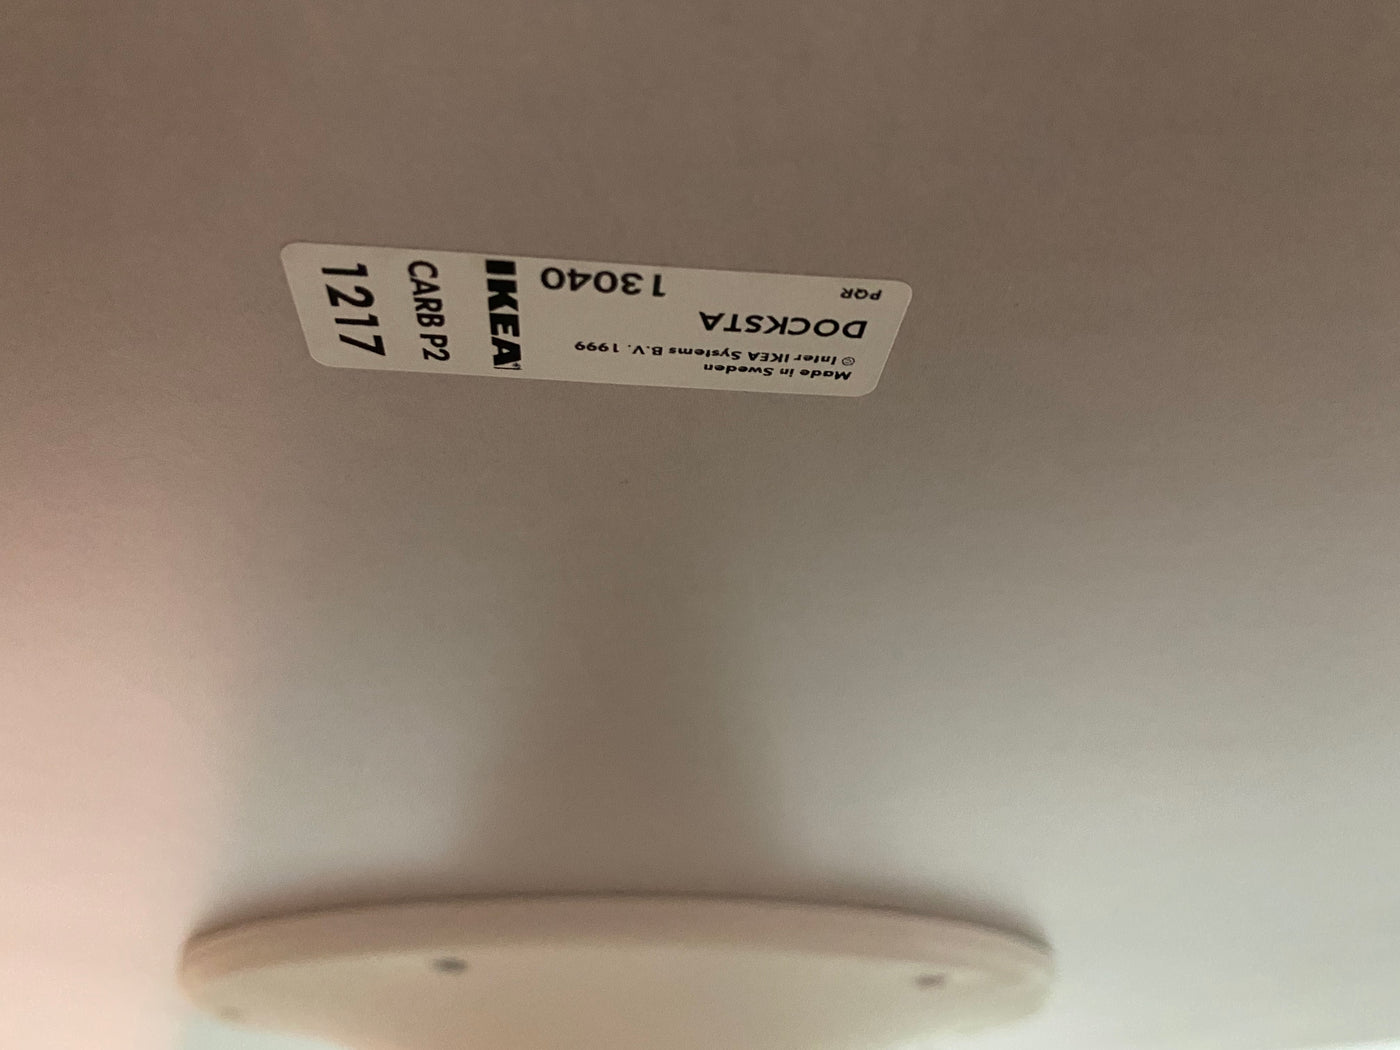 PQR
13040
DOCKSTA
© Inter IKEA Systems B.V. 1999
Made in Sweden
IKEA
CARB P2
1217